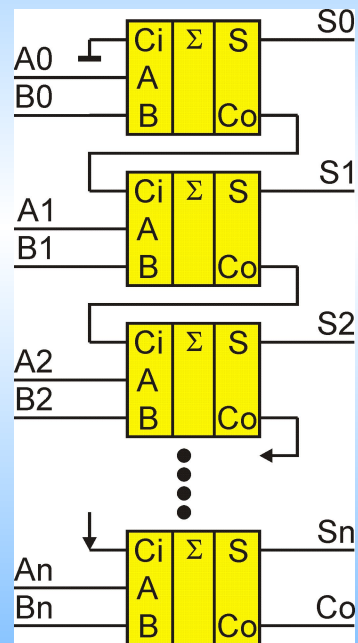 S0
Ci Σ S
A0
A
B0
B Co
S1
Ci Σ S
A1
A
B1
B Co
S2
Ci Σ S
A2
A
B2
B Co
Sn
Ci Σ S
An
A
Bn
B Co
Co